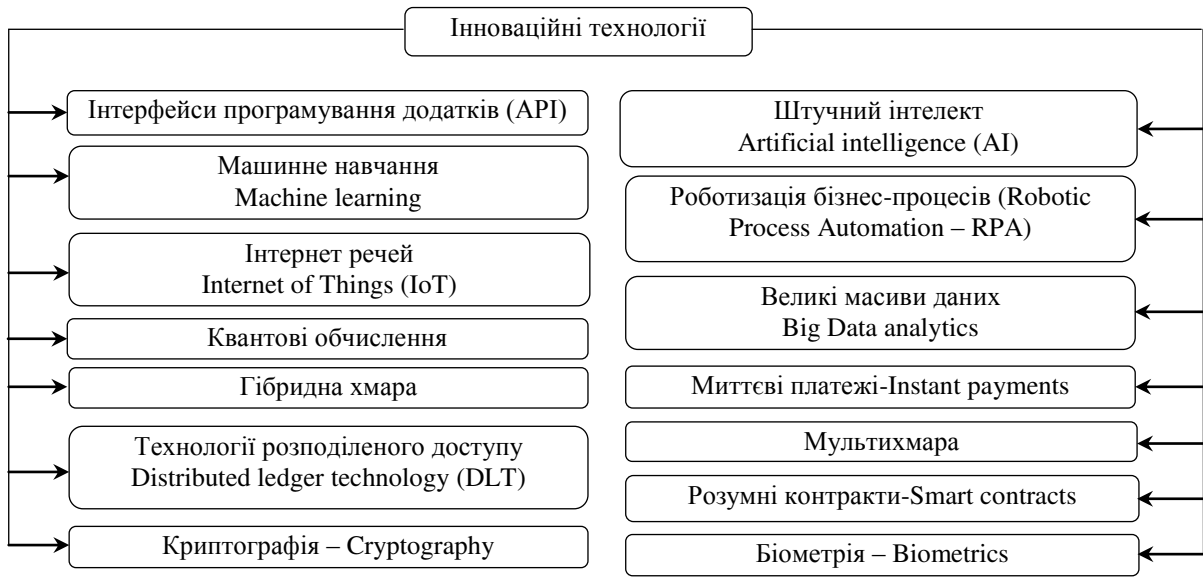 Інноваційні технології
Інтерфейси програмування додатків (API)
Машинне навчання
Machine learning
Інтернет речей
Internet of Things (IoT)
Квантові обчислення
Гібридна хмара
Технології розподіленого доступу
Distributed ledger technology (DLT)
Криптографія – Cryptography
Штучний інтелект
Artificial intelligence (AI)
Роботизація бізнес-процесів (Robotic
Process Automation – RPA)
Великі масиви даних
Big Data analytics
Миттєві платежі-Instant payments
Мультихмара
Розумні контракти-Smart contracts
Біометрія – Biometrics